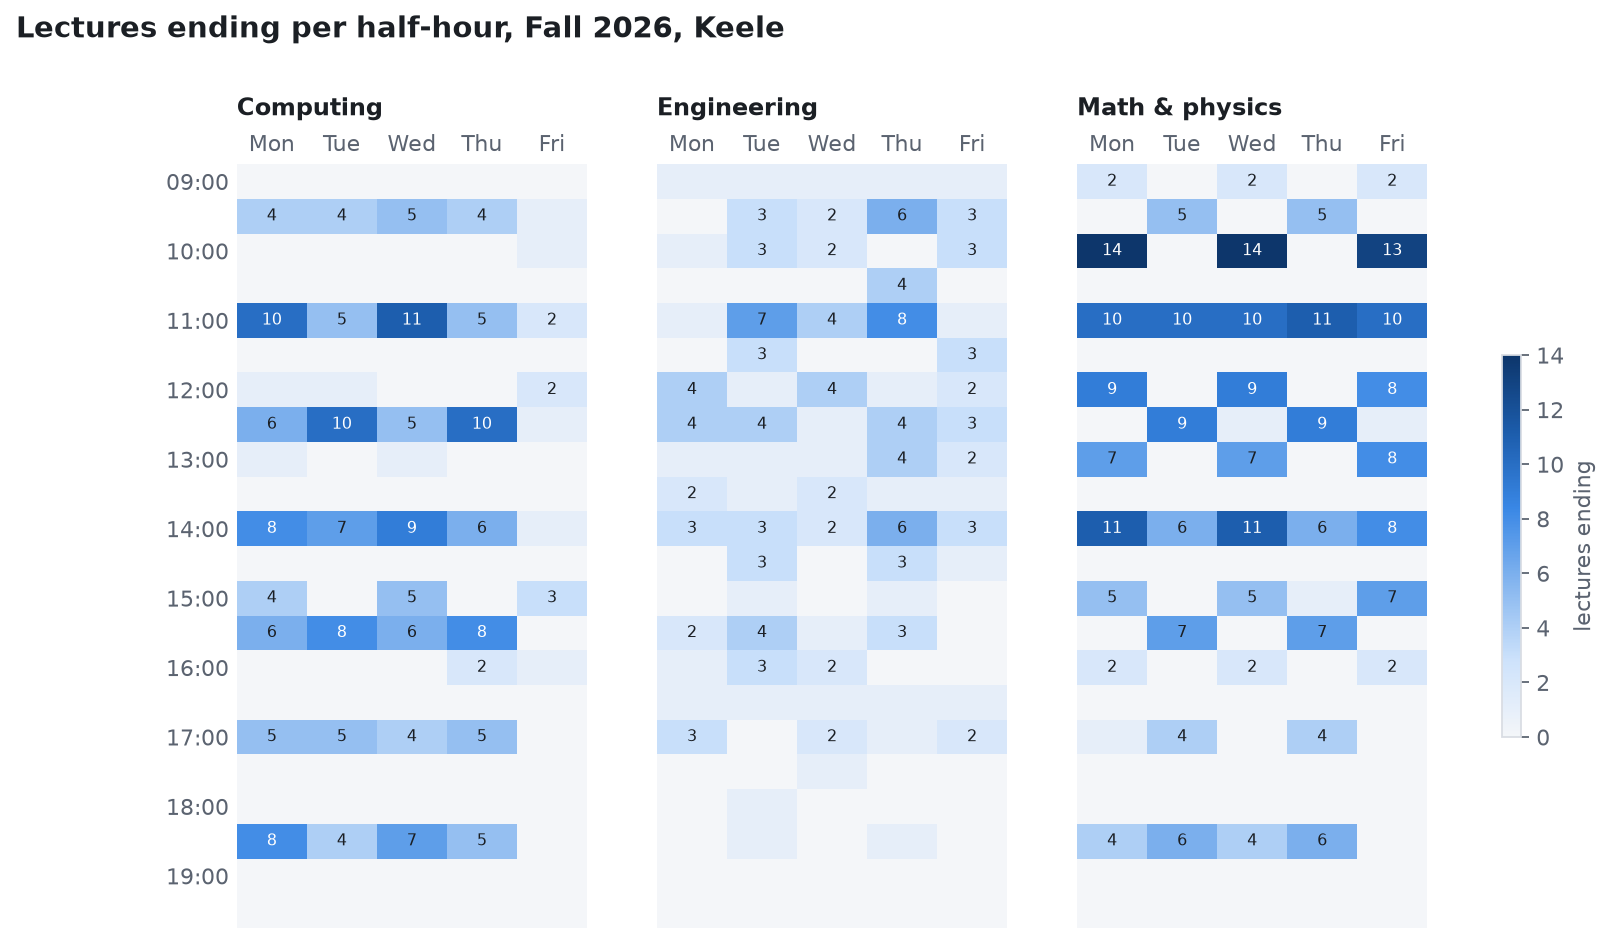 Lectures ending per half-hour, Fall 2026, Keele
Computing Engineering Math & physics
Mon Tue Wed Thu Fri Mon Tue Wed Thu Fri Mon Tue Wed Thu Fri
09:00 2 2 2
4 4 5 4 3 2 6 3 5 5
10:00 3 2 3 14 14 13
4
11:00 10 5 11 5 2 7 4 8 10 10 10 11 10
3 3
12:00 2 4 4 2 9 9 8
6 10 5 10 4 4 4 3 9 9
13:00 4 2 7 7 8
2 2
14:00 8 7 9 6 3 3 2 6 3 11 6 11 6 8
3 3
15:00 4 5 3 5 5 7
6 8 6 8 2 4 3 7 7
16:00 2 3 2 2 2 2
17:00 5 5 4 5 3 2 2 4 4
18:00
8 4 7 5 4 6 4 6
19:00
14
12
10
8
6
4
2
0
lectures ending